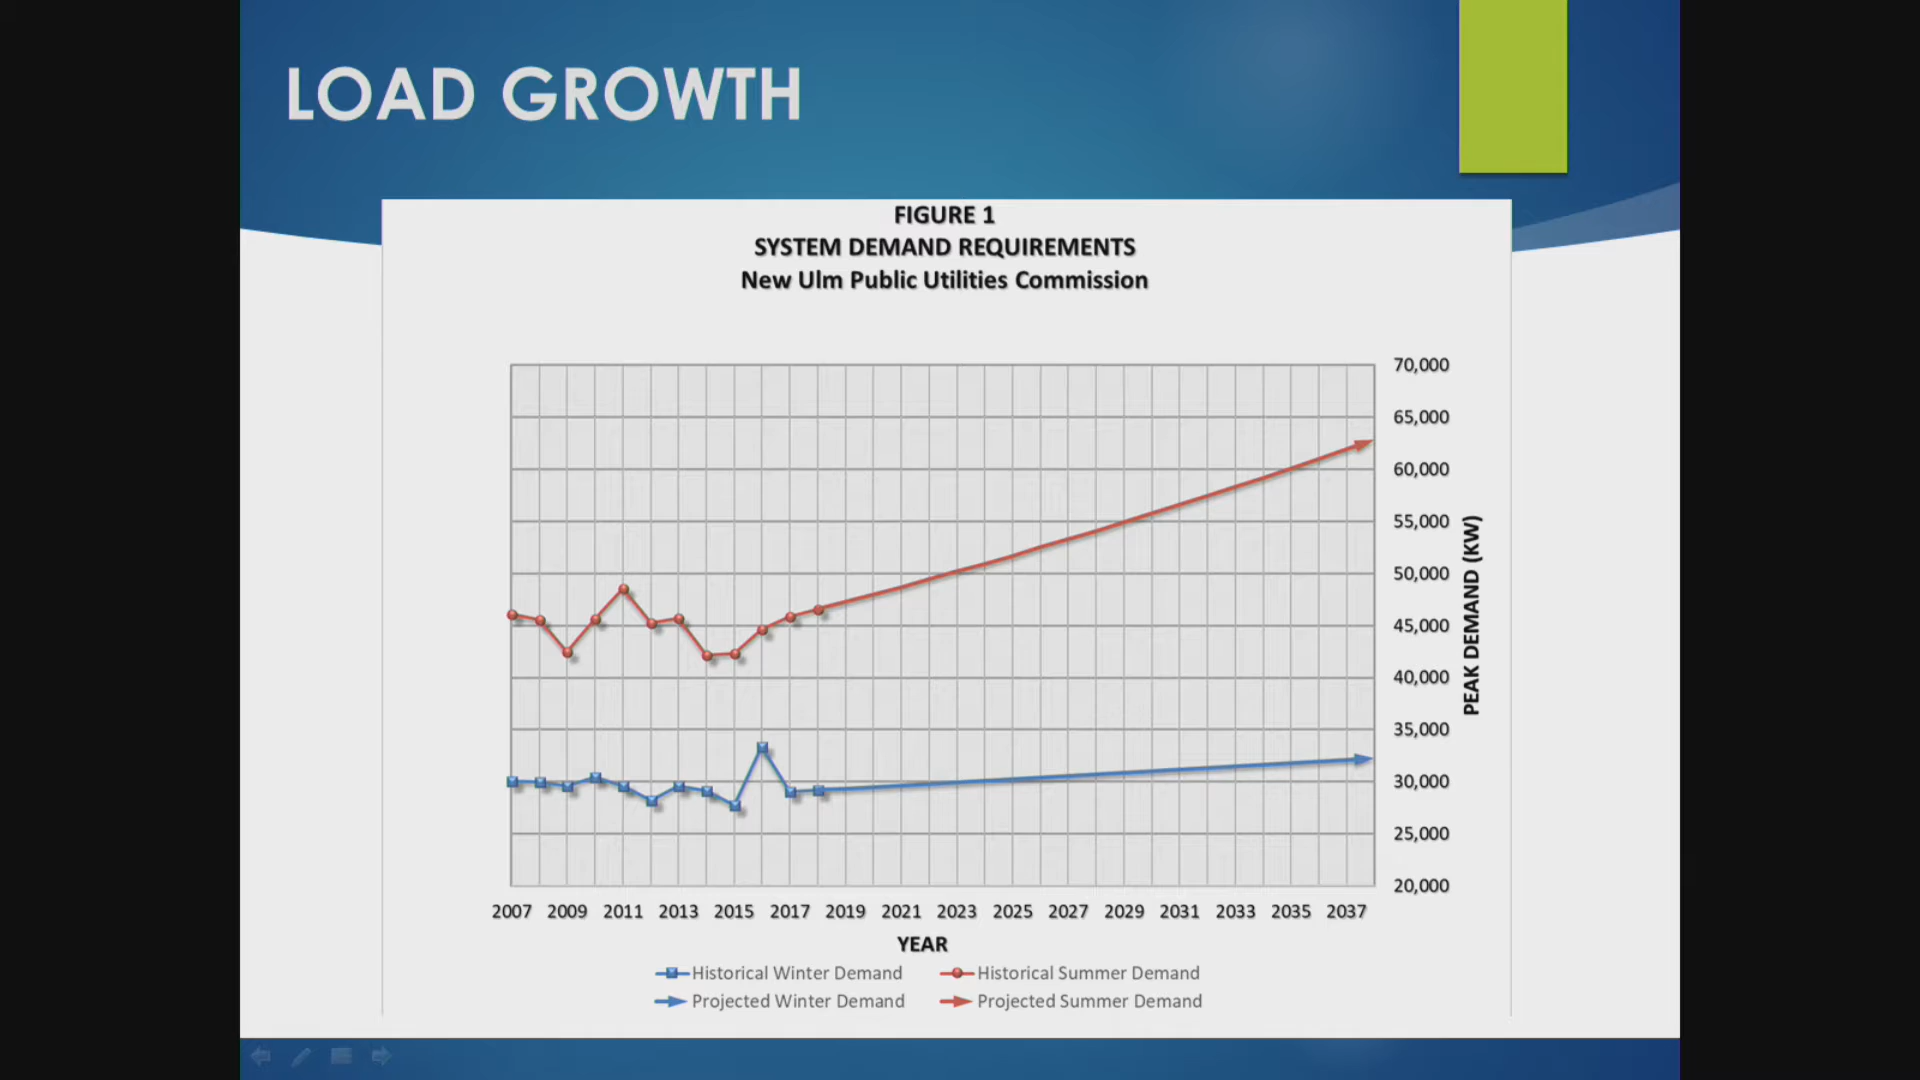 LOAD GROWTH
FIGURE 1
SYSTEM DEMAND REQUIREMENTS
New Ulm Public Utilities Commission
70,000
65,000
60,000
55,000
50,000
45,000
40,000
35,000
30,000
25,000
20,000
PEAK DEMAND (KW)
2007 2009 2011 2013 2015 2017 2019 2021 2023 2025 2027 2029 2031 2033 2035 2037
YEAR
Historical Winter Demand Historical Summer Demand
Projected Winter Demand Projected Summer Demand